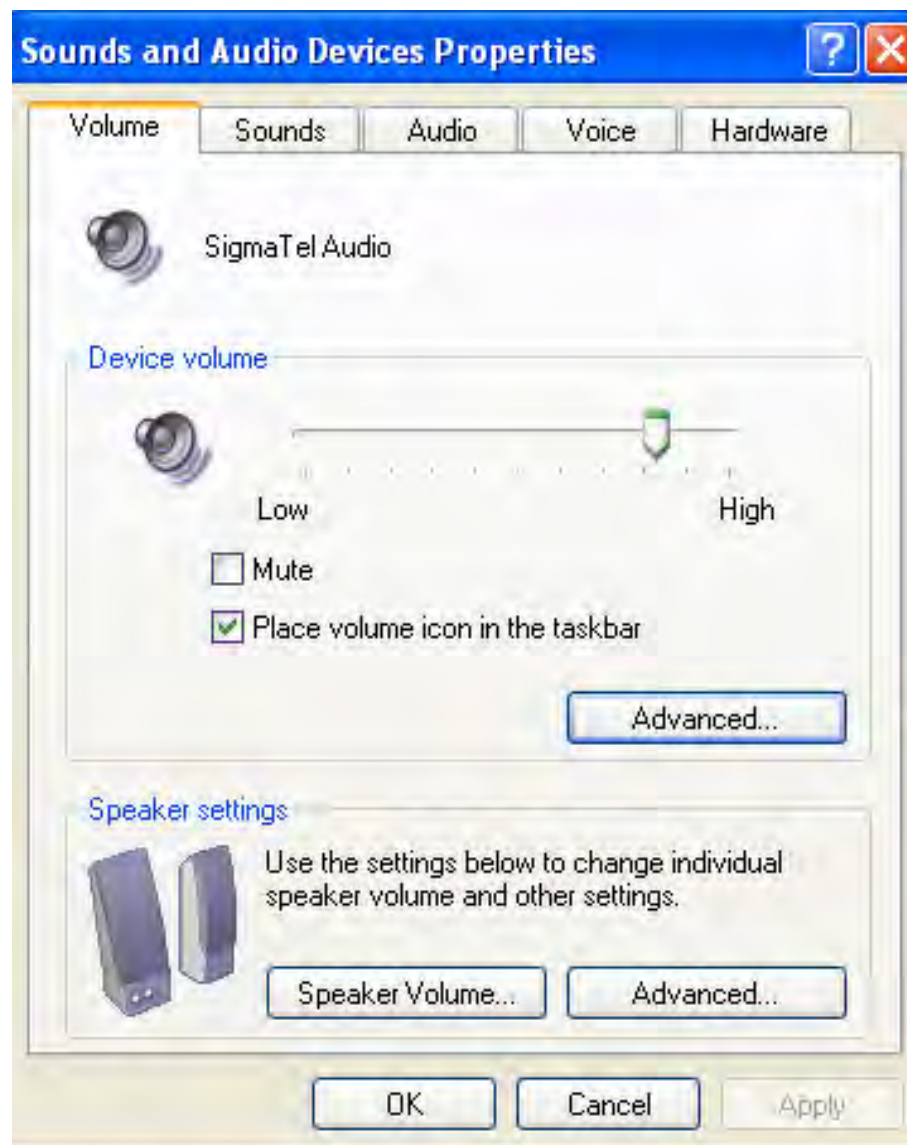 Sounds and Audio Devices Properties
Volume Sounds Audio Voice Hardware
SigmaTel Audio
Device volume
Low High
Mute
Place volume icon in the taskbar
Advanced...
Speaker settings
Use the settings below to change individual
speaker volume and other settings.
Speaker Volume... Advanced...
OK Cancel Apply